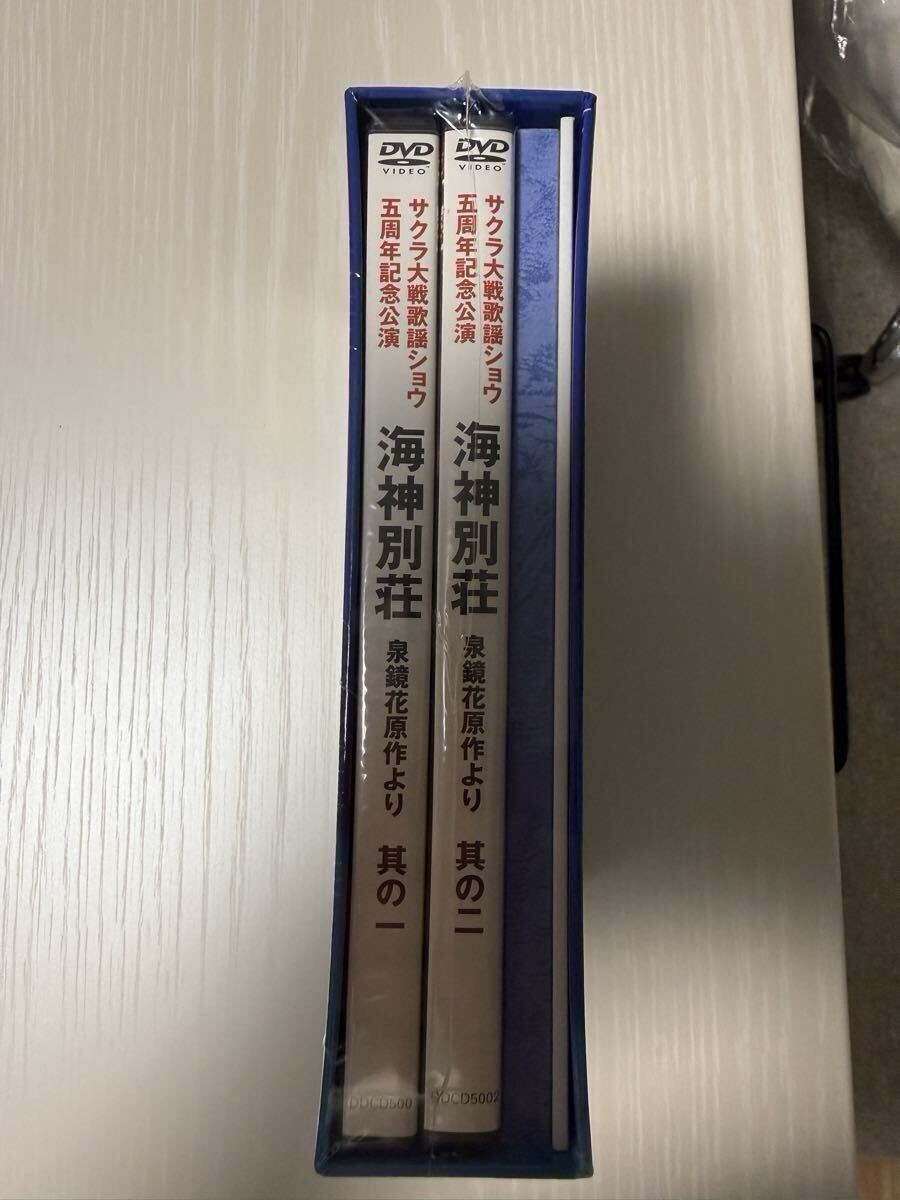 DVD
VIDEO
サクラ大戦歌謡ショウ
五周年記念公演
海神別荘
泉鏡花原作より
其の一
DVD
VIDEO
サクラ大戦歌謡ショウ
五周年記念公演
海神別荘
泉鏡花原作より
其の二